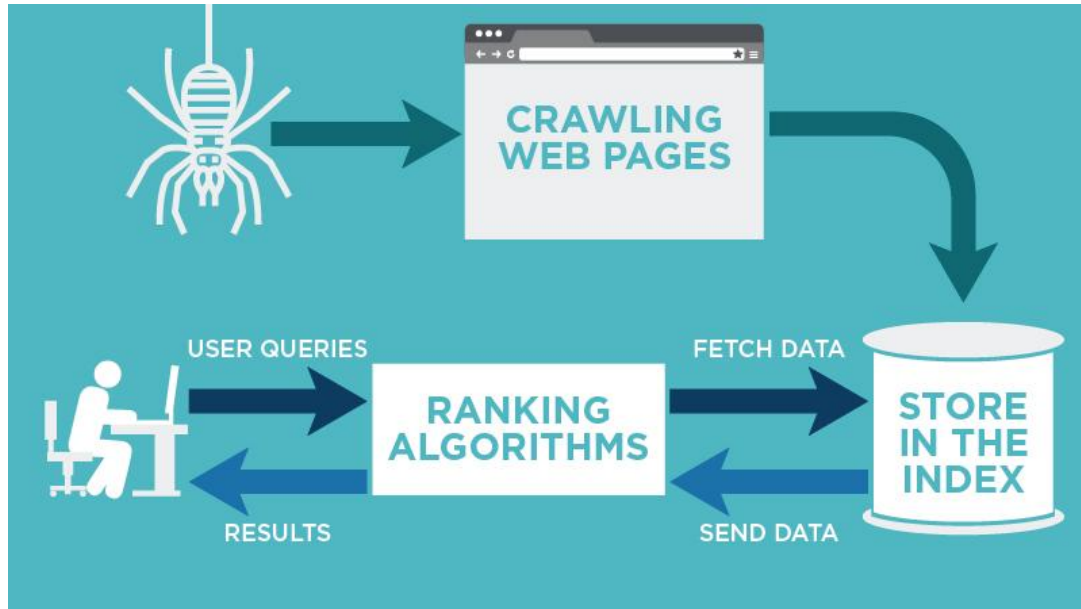 CRAWLING
WEB PAGES
USER QUERIES
FETCH DATA
RANKING
ALGORITHMS
STORE
IN THE
INDEX
RESULTS
SEND DATA